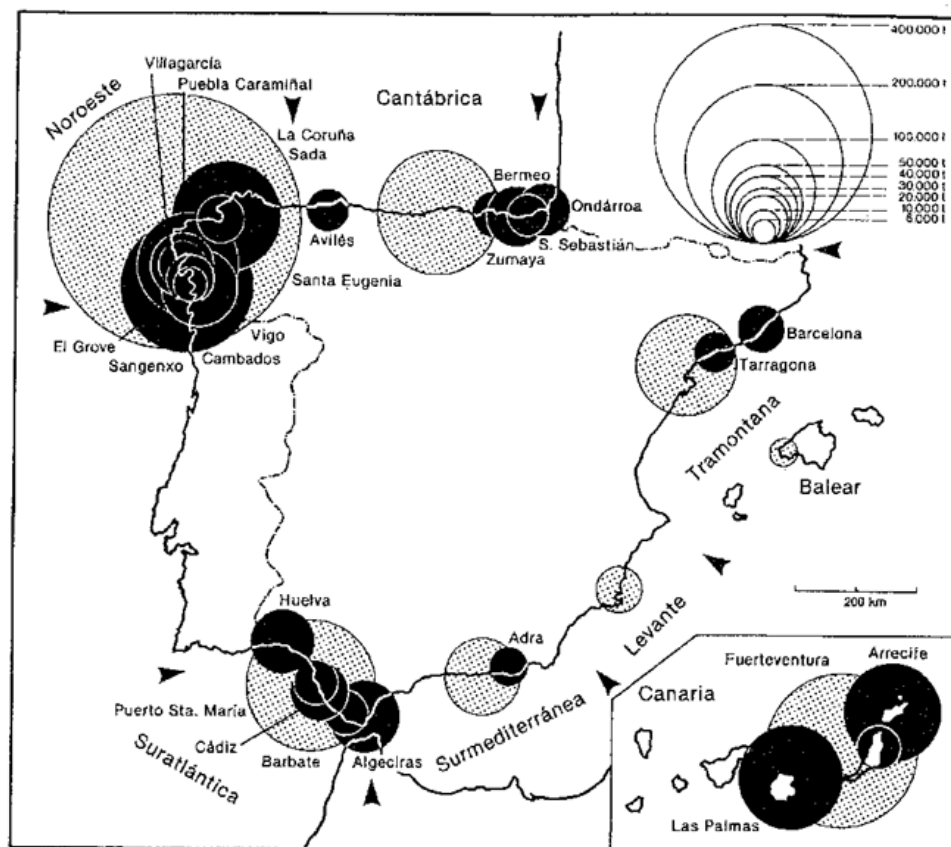 400.000 t
200.000 t
100.000 t
50.000 t
40.000 t
30.000 t
20.000 t
10.000 t
Villagarcía
Puebla Caramiñal
Noroeste
Cantábrica
La Coruña
Sada
Bermeo
Ondárroa
Avilés
S. Sebastián
Zumaya
Santa Eugenia
Vigo
El Grove
Cambados
Sangenxo
Barcelona
Tarragona
Tramontana
Balear
200 km
Huelva
Adra
Levante
Arrecife
Fuerteventura
Canaria
Puerto Sta. María
Surmediterránea
Cádiz
Suratlántica
Barbate
Algeciras
Las Palmas